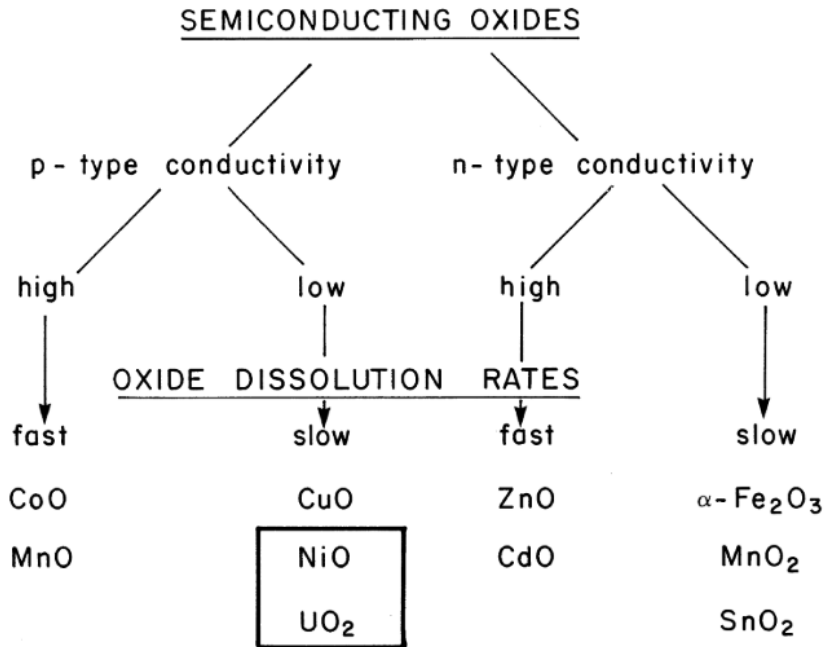 SEMICONDUCTING OXIDES
p - type conductivity n - type conductivity
high low high low
OXIDE DISSOLUTION RATES
fast slow fast slow
CoO CuO ZnO α-Fe₂O₃
MnO NiO CdO MnO₂
UO₂ SnO₂